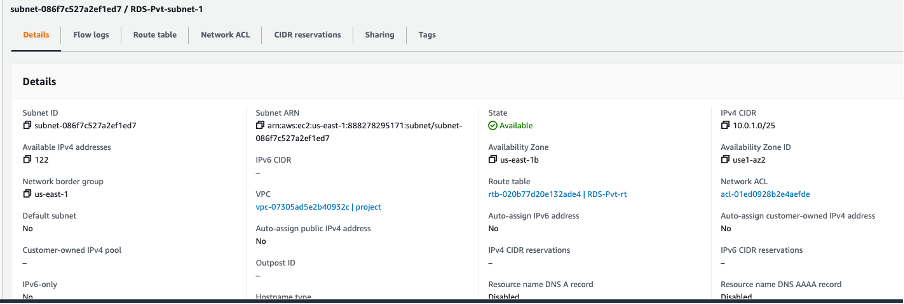 subnet-086f7c527a2ef1ed7 / RDS-Pvt-subnet-1
Details
Flow logs
Route table
Network ACL
CIDR reservations
Sharing
Tags
Details
Subnet ID
subnet-086f7c527a2ef1ed7
Subnet ARN
arn:aws:ec2:us-east-1:888278295171:subnet/subnet-
086f7c527a2ef1ed7
State
Available
IPv4 CIDR
10.0.1.0/25
Available IPv4 addresses
122
IPv6 CIDR
–
Availability Zone
us-east-1b
Availability Zone ID
use1-az2
Network border group
us-east-1
VPC
vpc-07305ad5e2b40932c | project
Route table
rtb-020b77d20e132ade4 | RDS-Pvt-rt
Network ACL
acl-01ed0928b2e4aefde
Default subnet
No
Auto-assign public IPv4 address
No
Auto-assign IPv6 address
No
Auto-assign customer-owned IPv4 address
No
Customer-owned IPv4 pool
–
Outpost ID
–
IPv4 CIDR reservations
–
IPv6 CIDR reservations
–
IPv6-only
No
Hostname type
Resource name DNS A record
Disabled
Resource name DNS AAAA record
Disabled